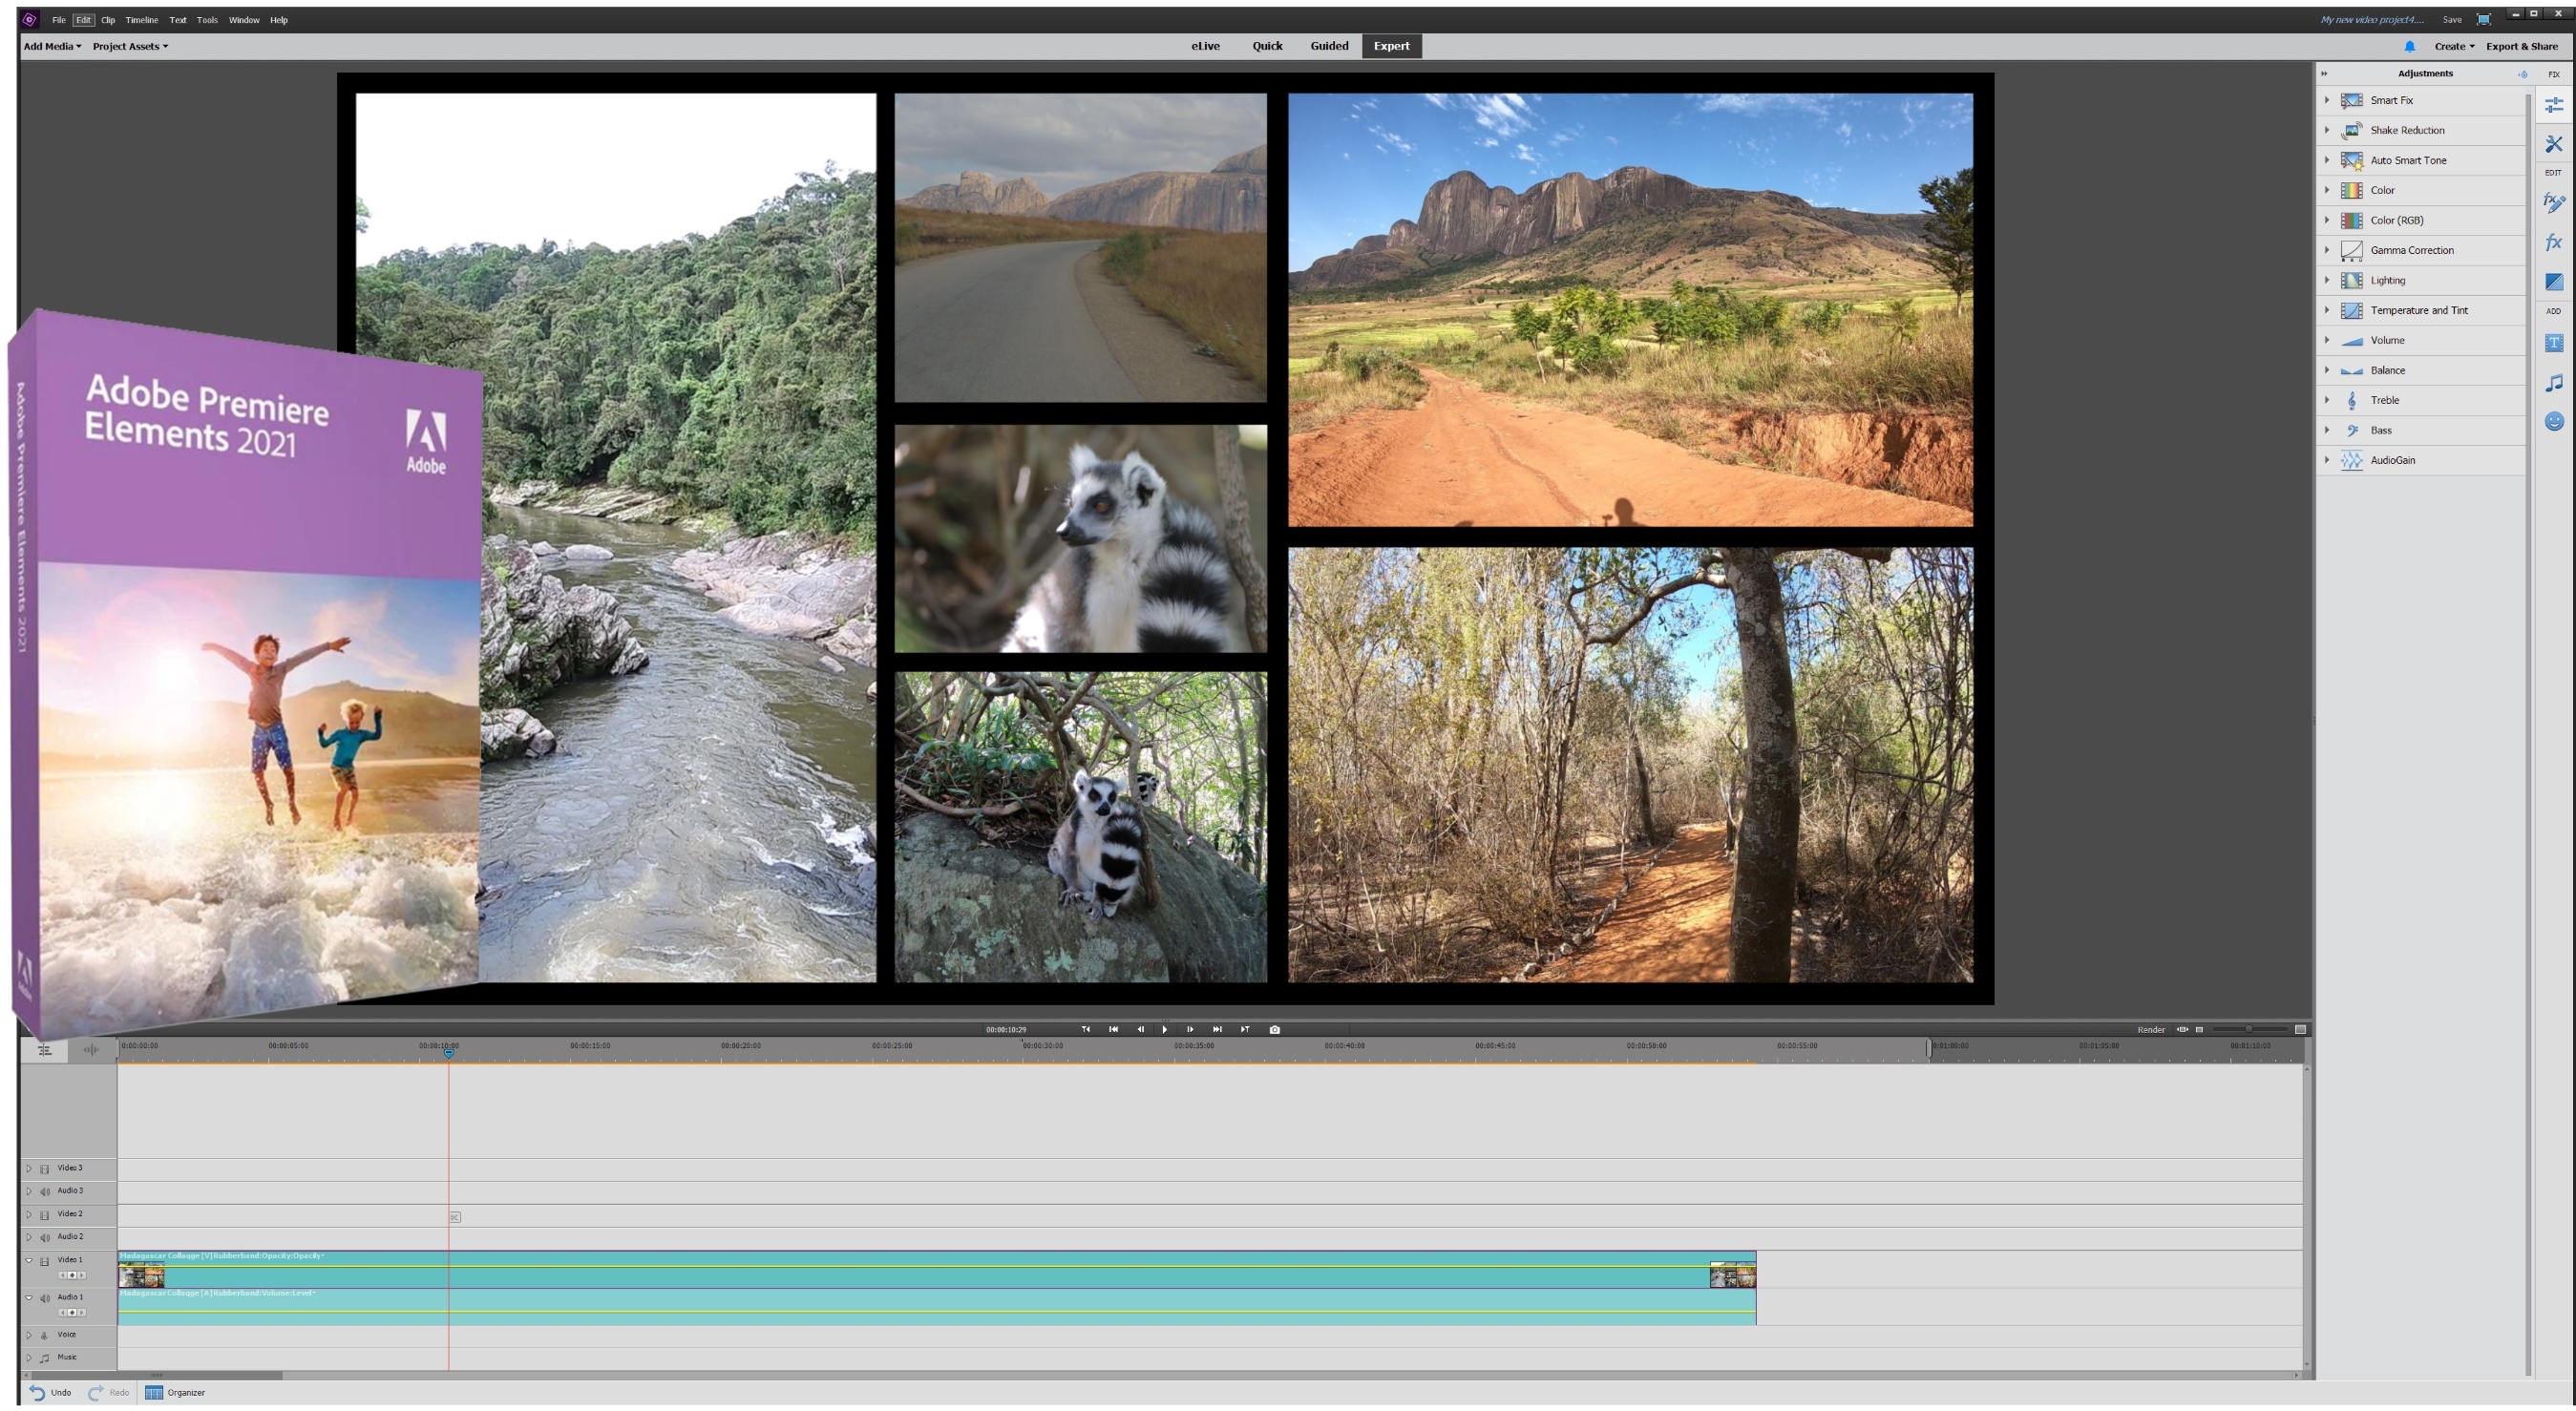 File Edit Clip Timeline Text Tools Window Help
My new video project4.... Save
Add Media Project Assets
eLive Quick Guided Expert
Create Export & Share
Adjustments
FIX
Smart Fix
Shake Reduction
Auto Smart Tone
EDIT
Color
Color (RGB)
Gamma Correction
Lighting
Temperature and Tint
ADD
Volume
Balance
Treble
Bass
AudioGain
Adobe Premiere
Elements 2021
Adobe
Adobe Premiere Elements 2021
Adobe
00:00:10:29
Render
0:00:00:00 00:00:05:00 00:00:10:00 00:00:15:00 00:00:20:00 00:00:25:00 00:00:30:00 00:00:35:00 00:00:40:00 00:00:45:00 00:00:50:00 00:00:55:00 0:01:00:00 00:01:05:00 00:01:10:00
Video 3
Audio 3
Video 2
Audio 2
Video 1
Madagascar Collaqge [V] Rubberband:Opacity:Opacity
Audio 1
Madagascar Collaqge [A] Rubberband:Volume:Level
Voice
Music
Undo Redo Organizer